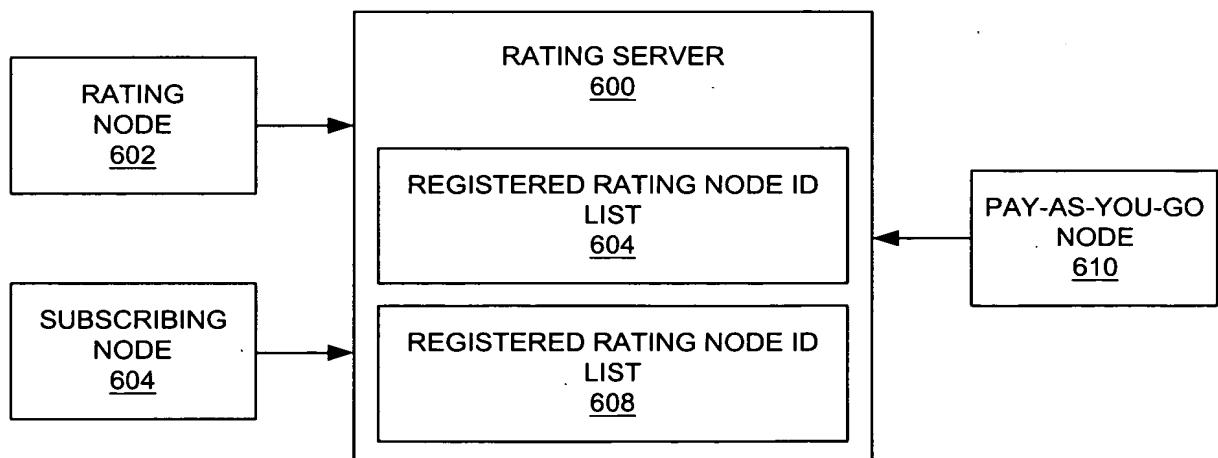 RATING
NODE
602
SUBSCRIBING
NODE
604
RATING SERVER
600
REGISTERED RATING NODE ID
LIST
604
REGISTERED RATING NODE ID
LIST
608
PAY-AS-YOU-GO
NODE
610